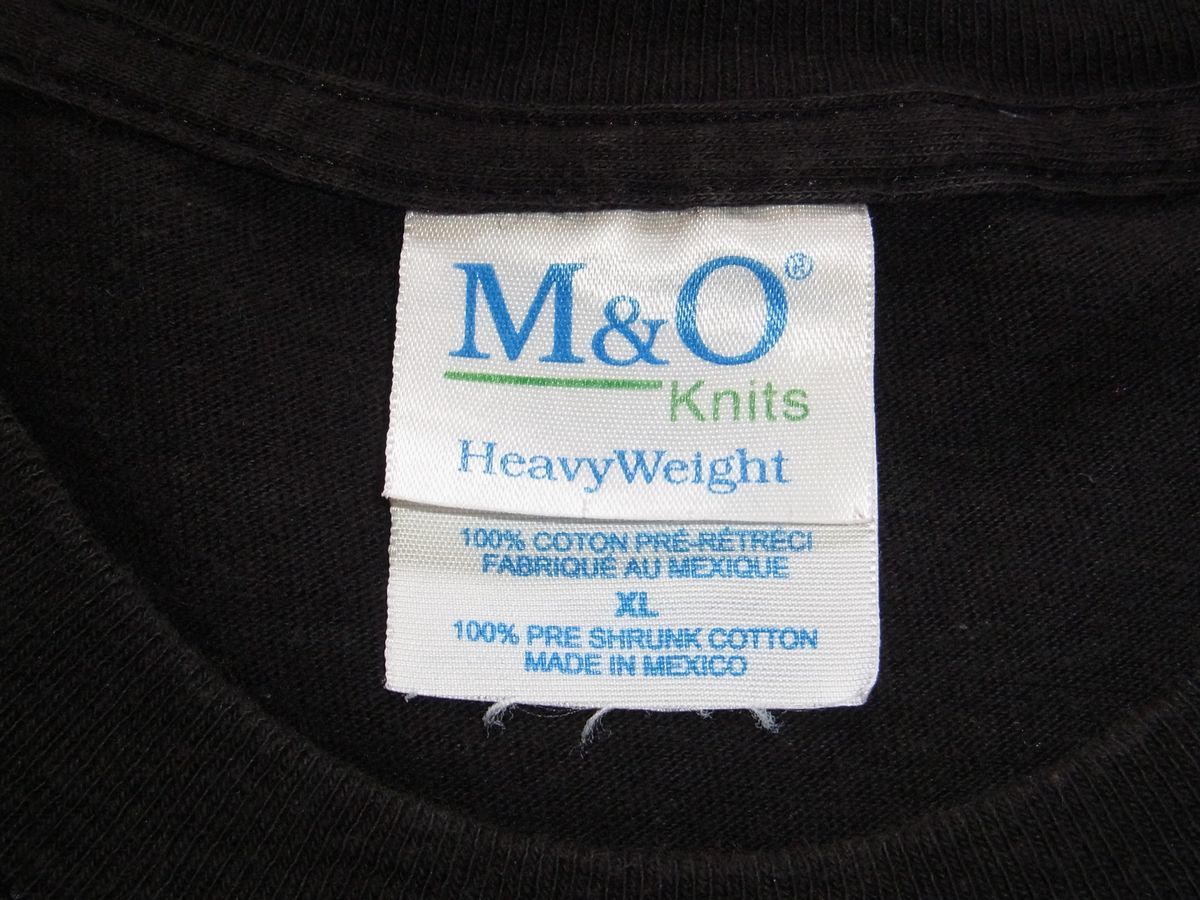 M&O®
Knits
HeavyWeight
100% COTON PRÉ-RÉTRÉCI
FABRIQUÉ AU MEXIQUE
XL
100% PRE SHRUNK COTTON
MADE IN MEXICO